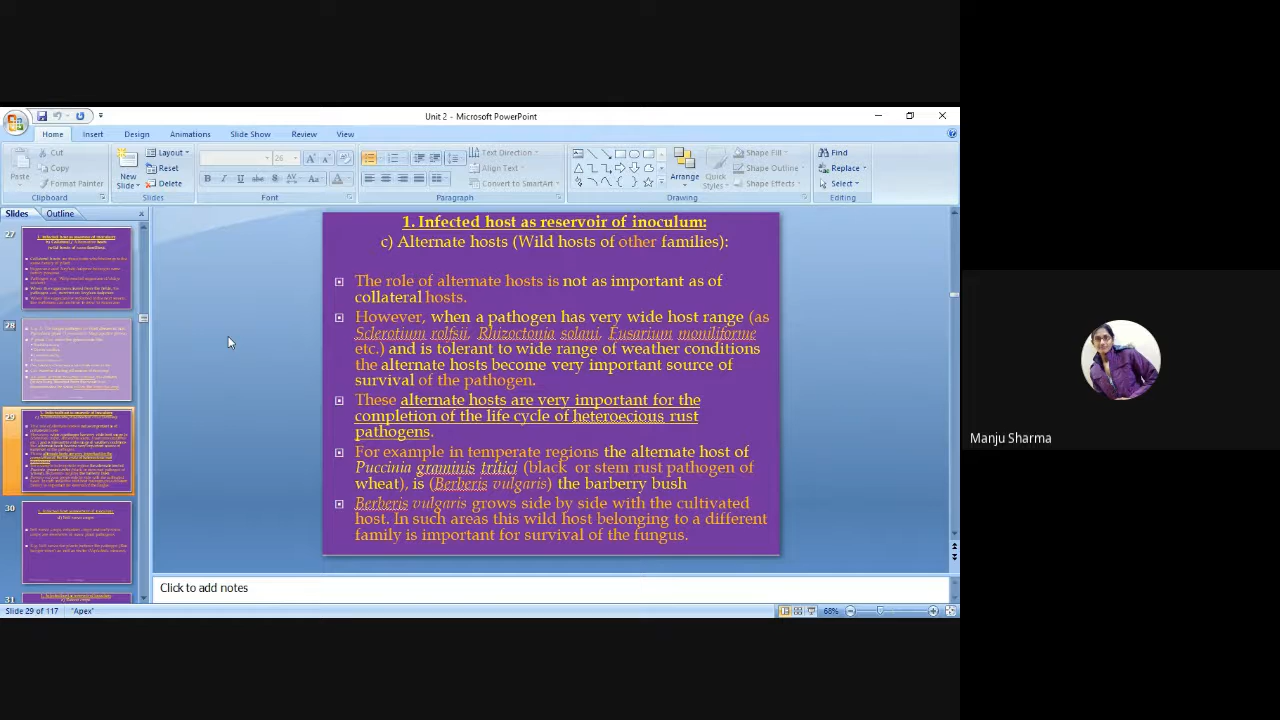 Unit 2 - Microsoft PowerPoint
Home Insert Design Animations Slide Show Review View
Paste
Cut
Copy
Format Painter
Clipboard
New
Slide
Layout
Reset
Delete
Slides
26
B I U abe S AV Aa A
Font
Text Direction
Align Text
Convert to SmartArt
Paragraph
Arrange
Quick
Styles
Shape Fill
Shape Outline
Shape Effects
Drawing
Find
Replace
Select
Editing
Slides Outline
27
28
29
30
31
1. Infected host as reservoir of inoculum:
c) Alternate hosts (Wild hosts of other families):
The role of alternate hosts is not as important as of
collateral hosts.
However, when a pathogen has very wide host range (as
Sclerotium rolfsii, Rhizoctonia solani, Fusarium moniliforme
etc.) and is tolerant to wide range of weather conditions
the alternate hosts become very important source of
survival of the pathogen.
These alternate hosts are very important for the
completion of the life cycle of heteroecious rust
pathogens.
For example in temperate regions the alternate host of
Puccinia graminis tritici (black or stem rust pathogen of
wheat), is (Berberis vulgaris) the barberry bush
Berberis vulgaris grows side by side with the cultivated
host. In such areas this wild host belonging to a different
family is important for survival of the fungus.
Click to add notes
Slide 29 of 117 "Apex" 68%
Manju Sharma